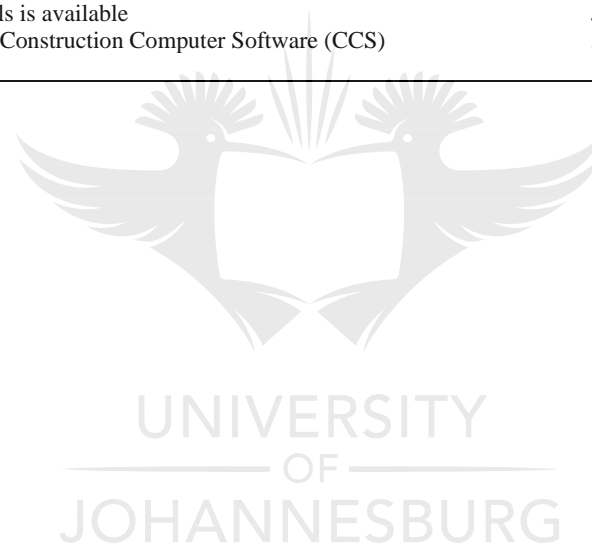 ls is available
Construction Computer Software (CCS)
UNIVERSITY
OF
JOHANNESBURG